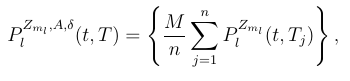 $P_l^{Z_{m_l},A,\delta}(t,T) = \left\{ \frac{M}{n} \sum_{j=1}^{n} P_l^{Z_{m_l}}(t,T_j) \right\},$